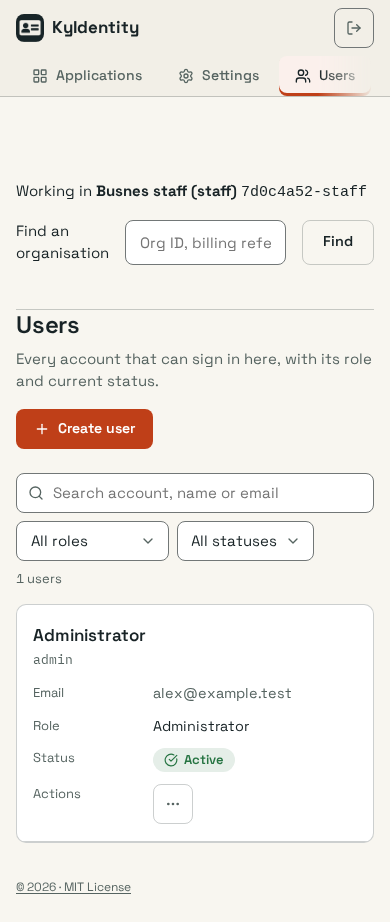 Kyldentity
Applications
Settings
Users
Working in Busnes staff (staff) 7d0c4a52-staff
Find an
organisation
Org ID, billing refe
Find
Users
Every account that can sign in here, with its role
and current status.
+ Create user
Search account, name or email
All roles
All statuses
1 users
Administrator
admin
Email
alex@example.test
Role
Administrator
Status
Active
Actions
...
© 2026 · MIT License